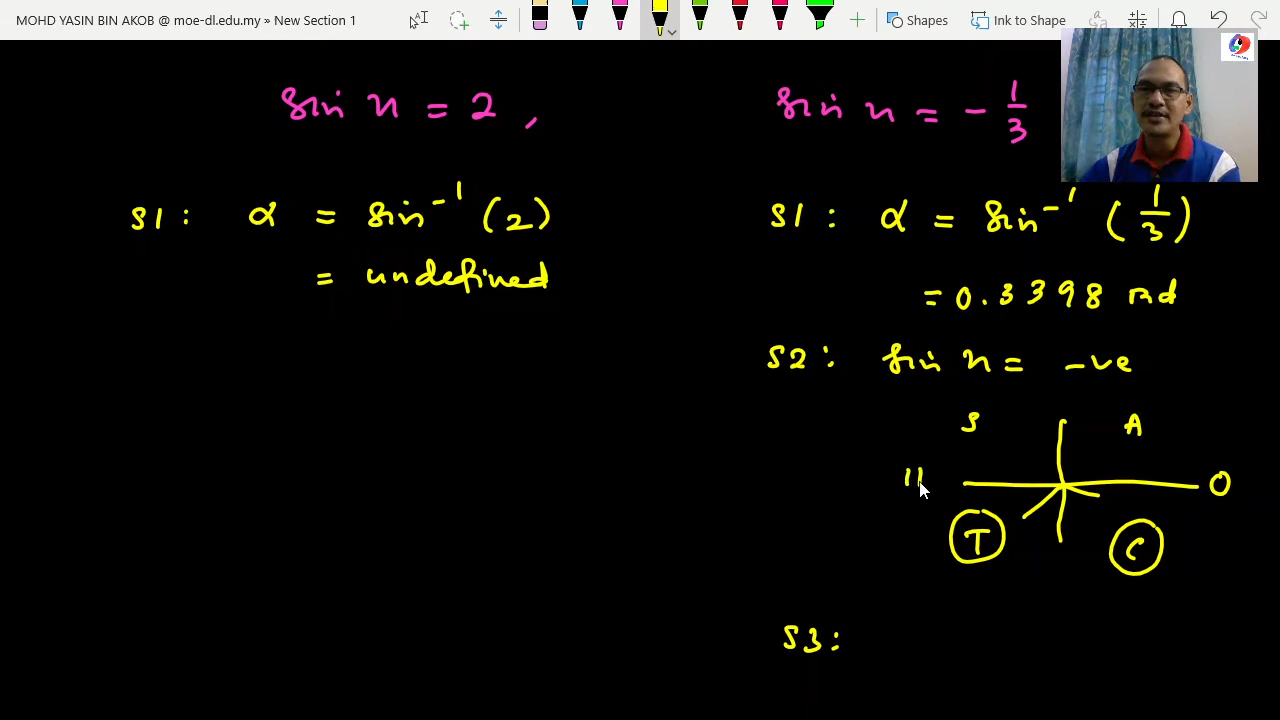 MOHD YASIN BIN AKOB @ moe-dl.edu.my » New Section 1
Shapes
Ink to Shape
sin x = 2 ,
S1 : α = sin⁻¹ (2)
= undefined
sin x = - 1/3
S1 : α = sin⁻¹ (1/3)
= 0.3398 rad
S2 : sin x = -ve
S A
0
T C
S3 :